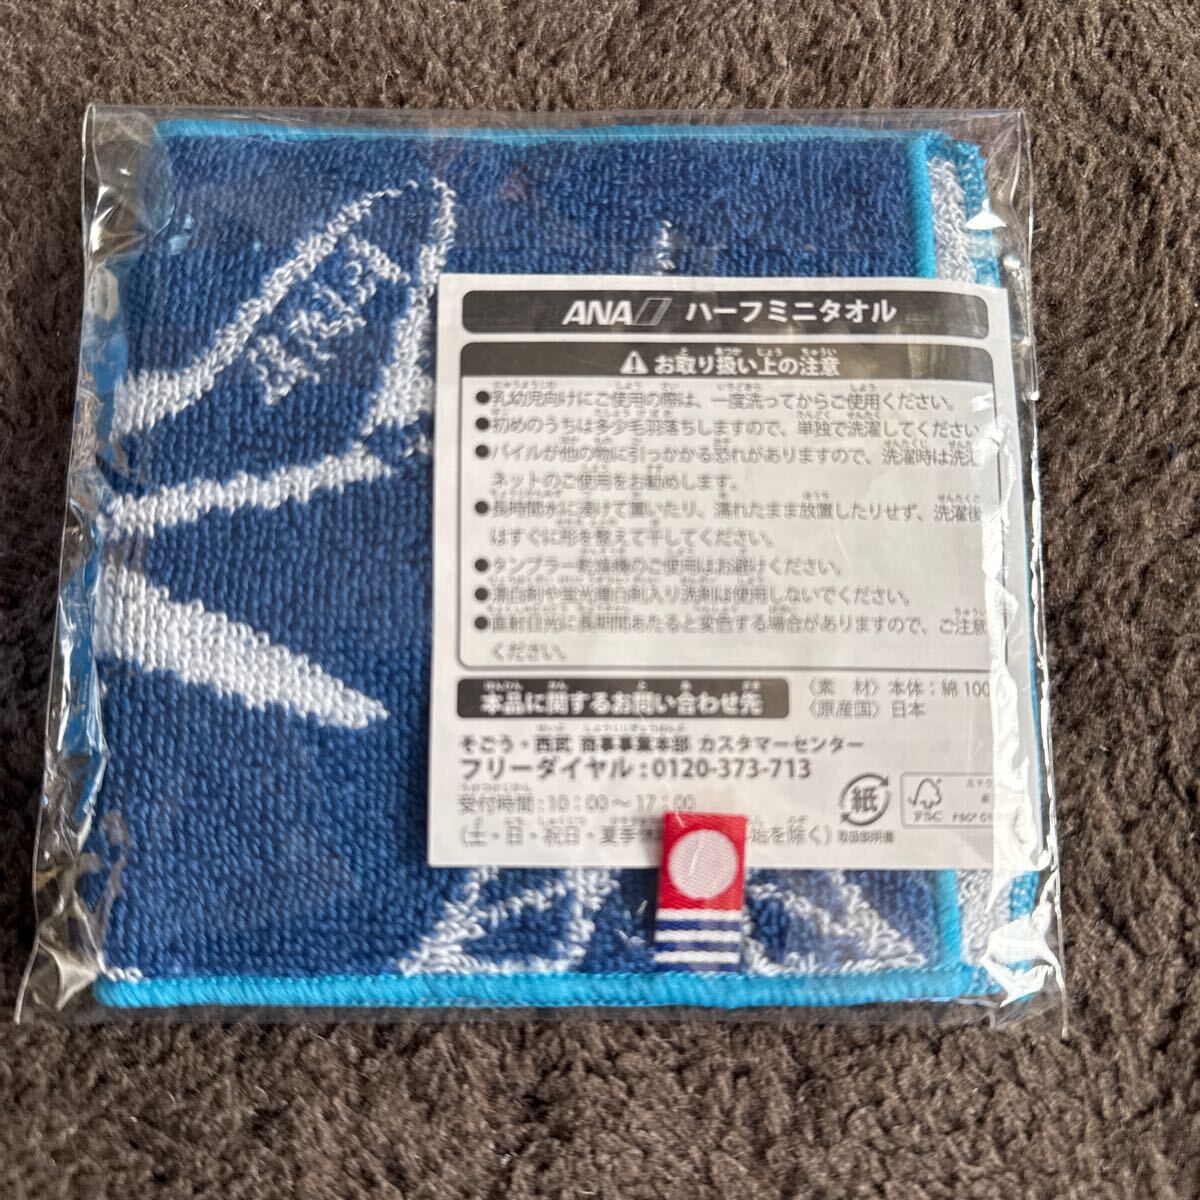 ANA ハーフミニタオル
お取り扱い上の注意
●乳幼児向けにご使用の際は、一度洗ってからご使用ください。
●初めのうちは多少毛羽落ちしますので、単独で洗濯してください
●パイルが他の物に引っかかる恐れがありますので、洗濯時は洗濯
ネットのご使用をお勧めします。
●長時間水に浸けて置いたり、濡れたまま放置したりせず、洗濯後
はすぐに形を整えて干してください。
●タンブラー乾燥機のご使用はお避けください。
●漂白剤や蛍光増白剤入り洗剤は使用しないでください。
●直射日光に長期間あたると変色する場合がありますので、ご注意
ください。
本品に関するお問い合わせ先
〈素 材〉本体：綿 100
〈原産国〉日本
そごう・西武 商事事業本部 カスタマーセンター
フリーダイヤル：0120-373-713
受付時間：10：00～17：00
(土・日・祝日・夏季休 始を除く)
紙
取扱説明書
FSC